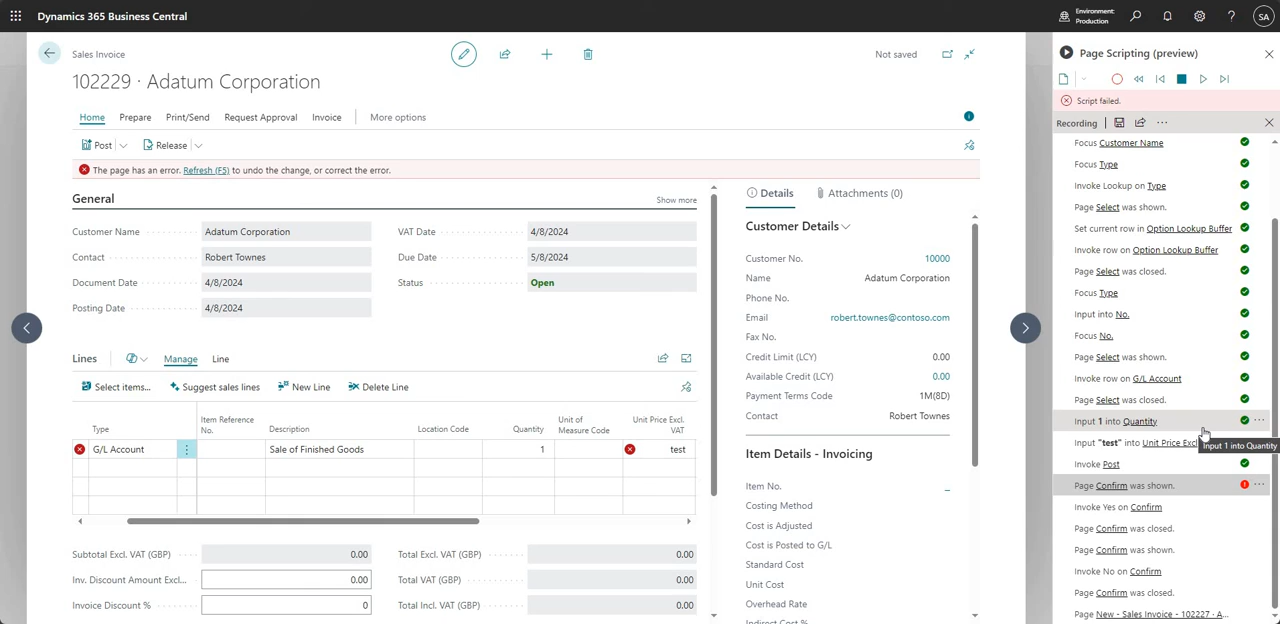 Dynamics 365 Business Central
Environment:
Production
SA
Sales Invoice
Not saved
102229 · Adatum Corporation
Home Prepare Print/Send Request Approval Invoice More options
Post Release
The page has an error. Refresh (F5) to undo the change, or correct the error.
General
Show more
Customer Name Adatum Corporation
Contact Robert Townes
Document Date 4/8/2024
Posting Date 4/8/2024
VAT Date 4/8/2024
Due Date 5/8/2024
Status Open
Lines Manage Line
Select items... Suggest sales lines New Line Delete Line
Type
Item Reference
No.
Description
Location Code
Quantity
Unit of
Measure Code
Unit Price Excl.
VAT
G/L Account Sale of Finished Goods 1 test
Subtotal Excl. VAT (GBP) 0.00
Inv. Discount Amount Excl... 0.00
Invoice Discount % 0
Total Excl. VAT (GBP) 0.00
Total VAT (GBP) 0.00
Total Incl. VAT (GBP) 0.00
Details Attachments (0)
Customer Details
Customer No. 10000
Name Adatum Corporation
Phone No.
Email robert.townes@contoso.com
Fax No.
Credit Limit (LCY) 0.00
Available Credit (LCY) 0.00
Payment Terms Code 1M(8D)
Contact Robert Townes
Item Details - Invoicing
Item No. _
Costing Method
Cost is Adjusted
Cost is Posted to G/L
Standard Cost
Unit Cost
Overhead Rate
Indirect Cost %
Page Scripting (preview)
Script failed.
Recording
Focus Customer Name
Focus Type
Invoke Lookup on Type
Page Select was shown.
Set current row in Option Lookup Buffer
Invoke row on Option Lookup Buffer
Page Select was closed.
Focus Type
Input into No.
Focus No.
Page Select was shown.
Invoke row on G/L Account
Page Select was closed.
Input 1 into Quantity
Input "test" into Unit Price Excl
Input 1 into Quantity
Invoke Post
Page Confirm was shown.
Invoke Yes on Confirm
Page Confirm was closed.
Page Confirm was shown.
Invoke No on Confirm
Page Confirm was closed.
Page New - Sales Invoice - 102227 - A...